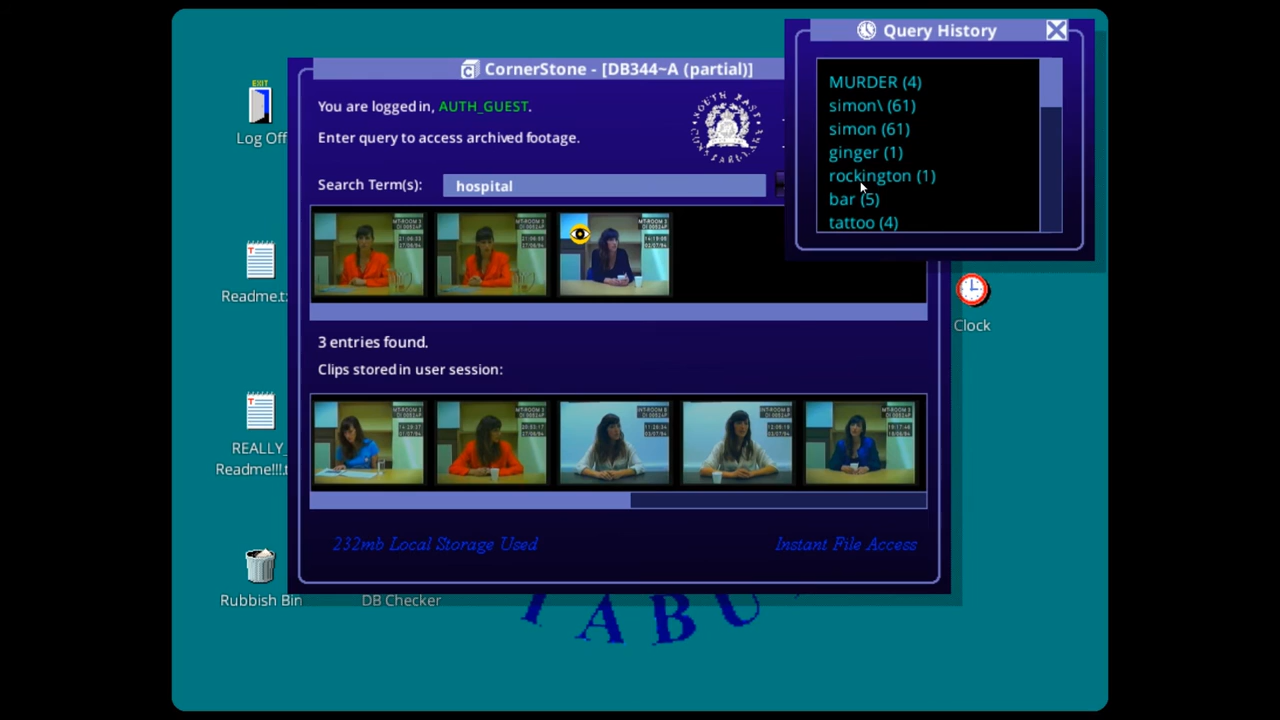 Query History
MURDER (4)
simon\ (61)
simon (61)
ginger (1)
rockington (1)
bar (5)
tattoo (4)
CornerStone - [DB344~A (partial)]
You are logged in, AUTH_GUEST.
Enter query to access archived footage.
Search Term(s):
hospital
3 entries found.
Clips stored in user session:
232mb Local Storage Used
Instant File Access
EXIT
Log Off
Readme.t
REALLY_
Readme!!!.t
Rubbish Bin
DB Checker
Clock
TABU